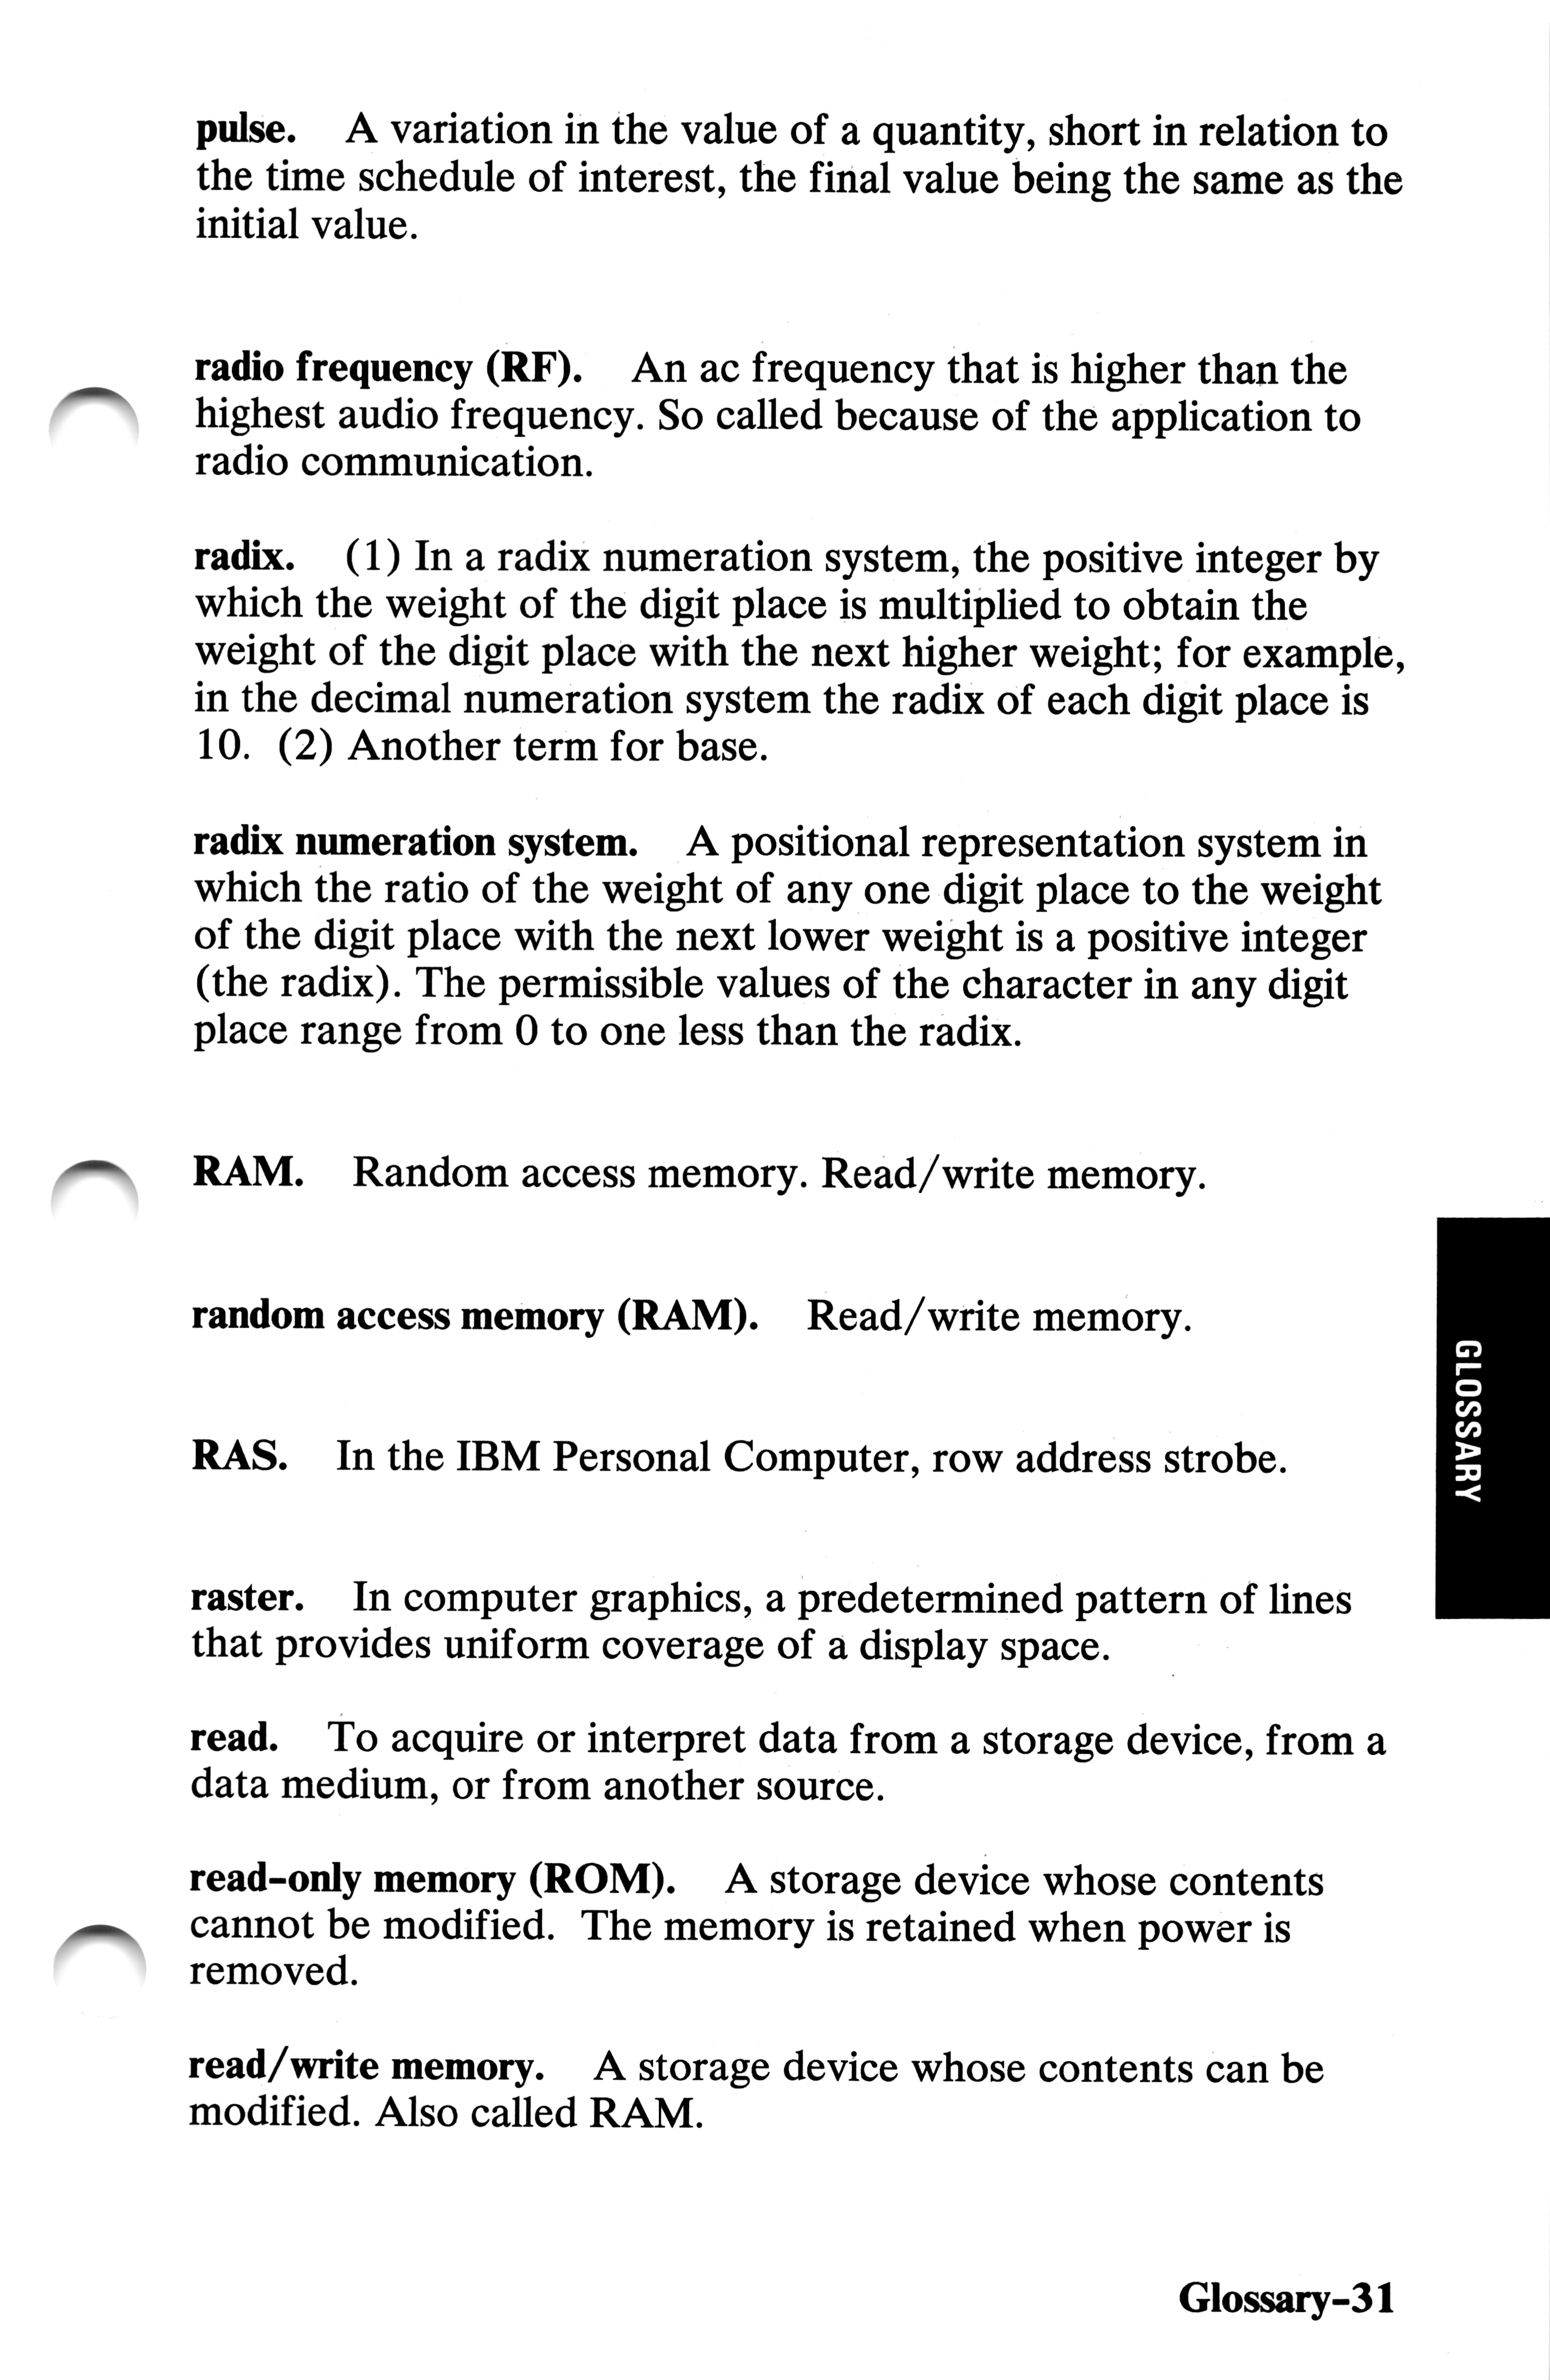 pulse. A variation in the value of a quantity, short in relation to
the time schedule of interest, the final value being the same as the
initial value.
radio frequency (RF). An ac frequency that is higher than the
highest audio frequency. So called because of the application to
radio communication.
radix. (1) In a radix numeration system, the positive integer by
which the weight of the digit place is multiplied to obtain the
weight of the digit place with the next higher weight; for example,
in the decimal numeration system the radix of each digit place is
10. (2) Another term for base.
radix numeration system. A positional representation system in
which the ratio of the weight of any one digit place to the weight
of the digit place with the next lower weight is a positive integer
(the radix). The permissible values of the character in any digit
place range from 0 to one less than the radix.
RAM. Random access memory. Read/write memory.
random access memory (RAM). Read/write memory.
RAS. In the IBM Personal Computer, row address strobe.
raster. In computer graphics, a predetermined pattern of lines
that provides uniform coverage of a display space.
read. To acquire or interpret data from a storage device, from a
data medium, or from another source.
read-only memory (ROM). A storage device whose contents
cannot be modified. The memory is retained when power is
removed.
read/write memory. A storage device whose contents can be
modified. Also called RAM.
GLOSSARY
Glossary-31